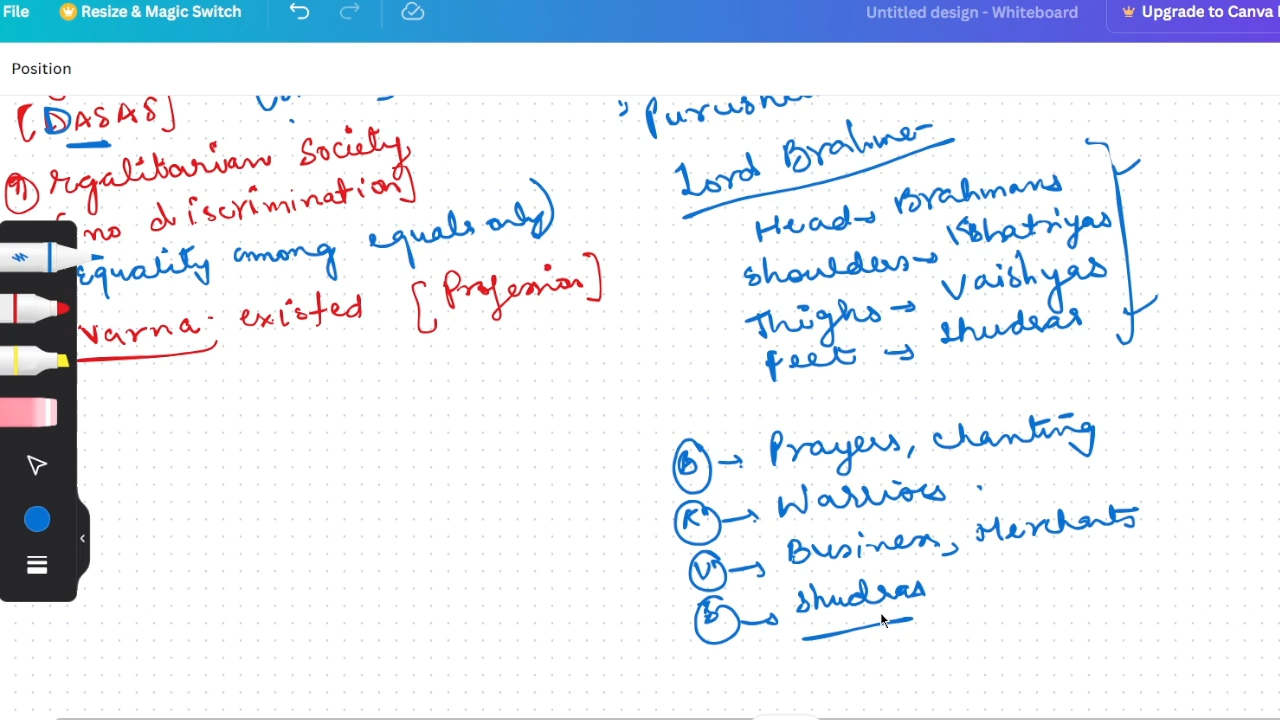 File Resize & Magic Switch Untitled design - Whiteboard Upgrade to Canva
Position
[DASAS]
9) Egalitarian Society
[no discrimination]
Equality among equals only)
Varna existed [Profession]
Lord Brahma
Head → Brahmans
Shoulders → Kshatriyas
Thighs → Vaishyas
feet → Shudras
B → Prayers, Chanting
K → Warriors
V → Business, Merchants
S → Shudras